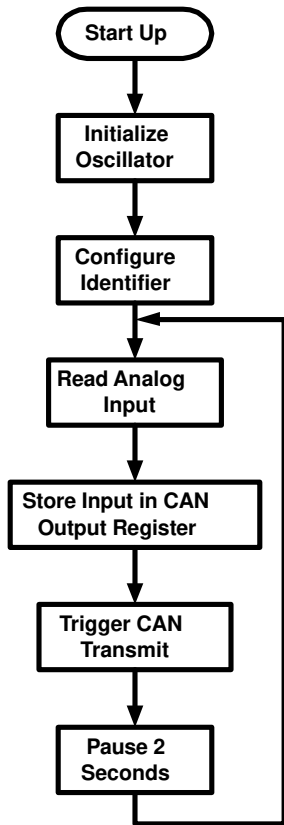 Start Up
Initialize
Oscillator
Configure
Identifier
Read Analog
Input
Store Input in CAN
Output Register
Trigger CAN
Transmit
Pause 2
Seconds